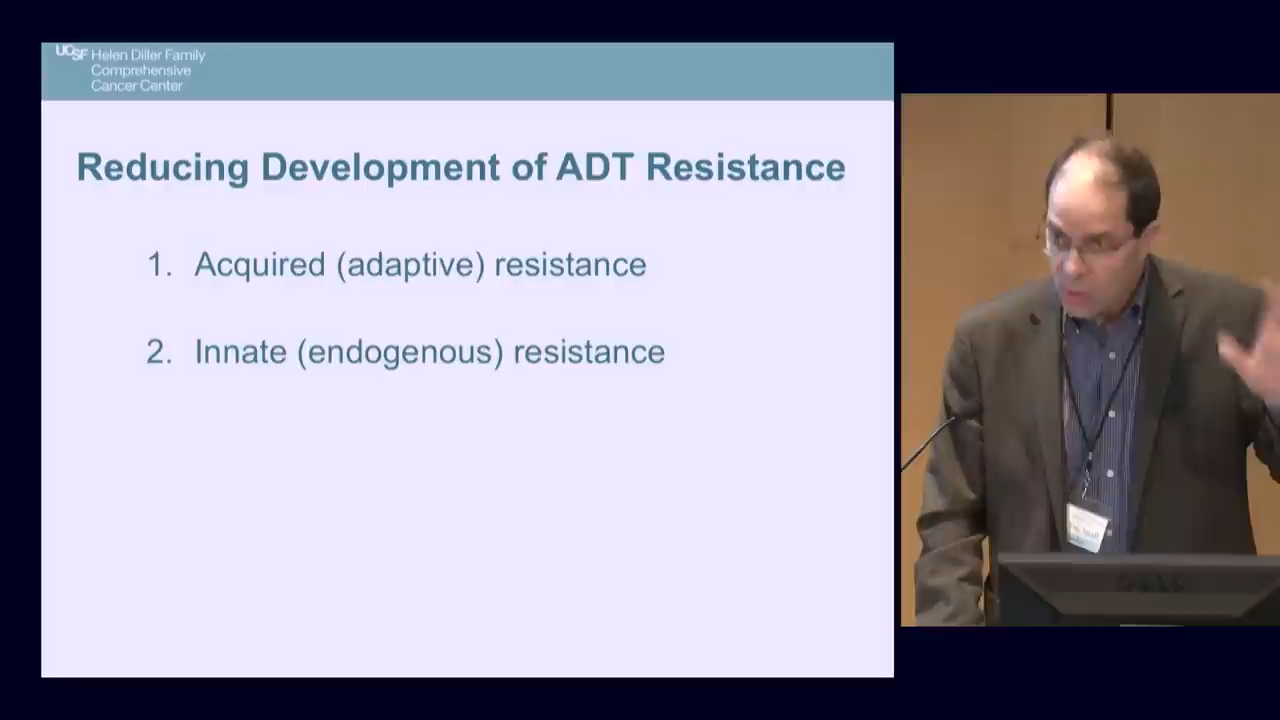 UCSF Helen Diller Family
Comprehensive
Cancer Center
Reducing Development of ADT Resistance
1. Acquired (adaptive) resistance
2. Innate (endogenous) resistance